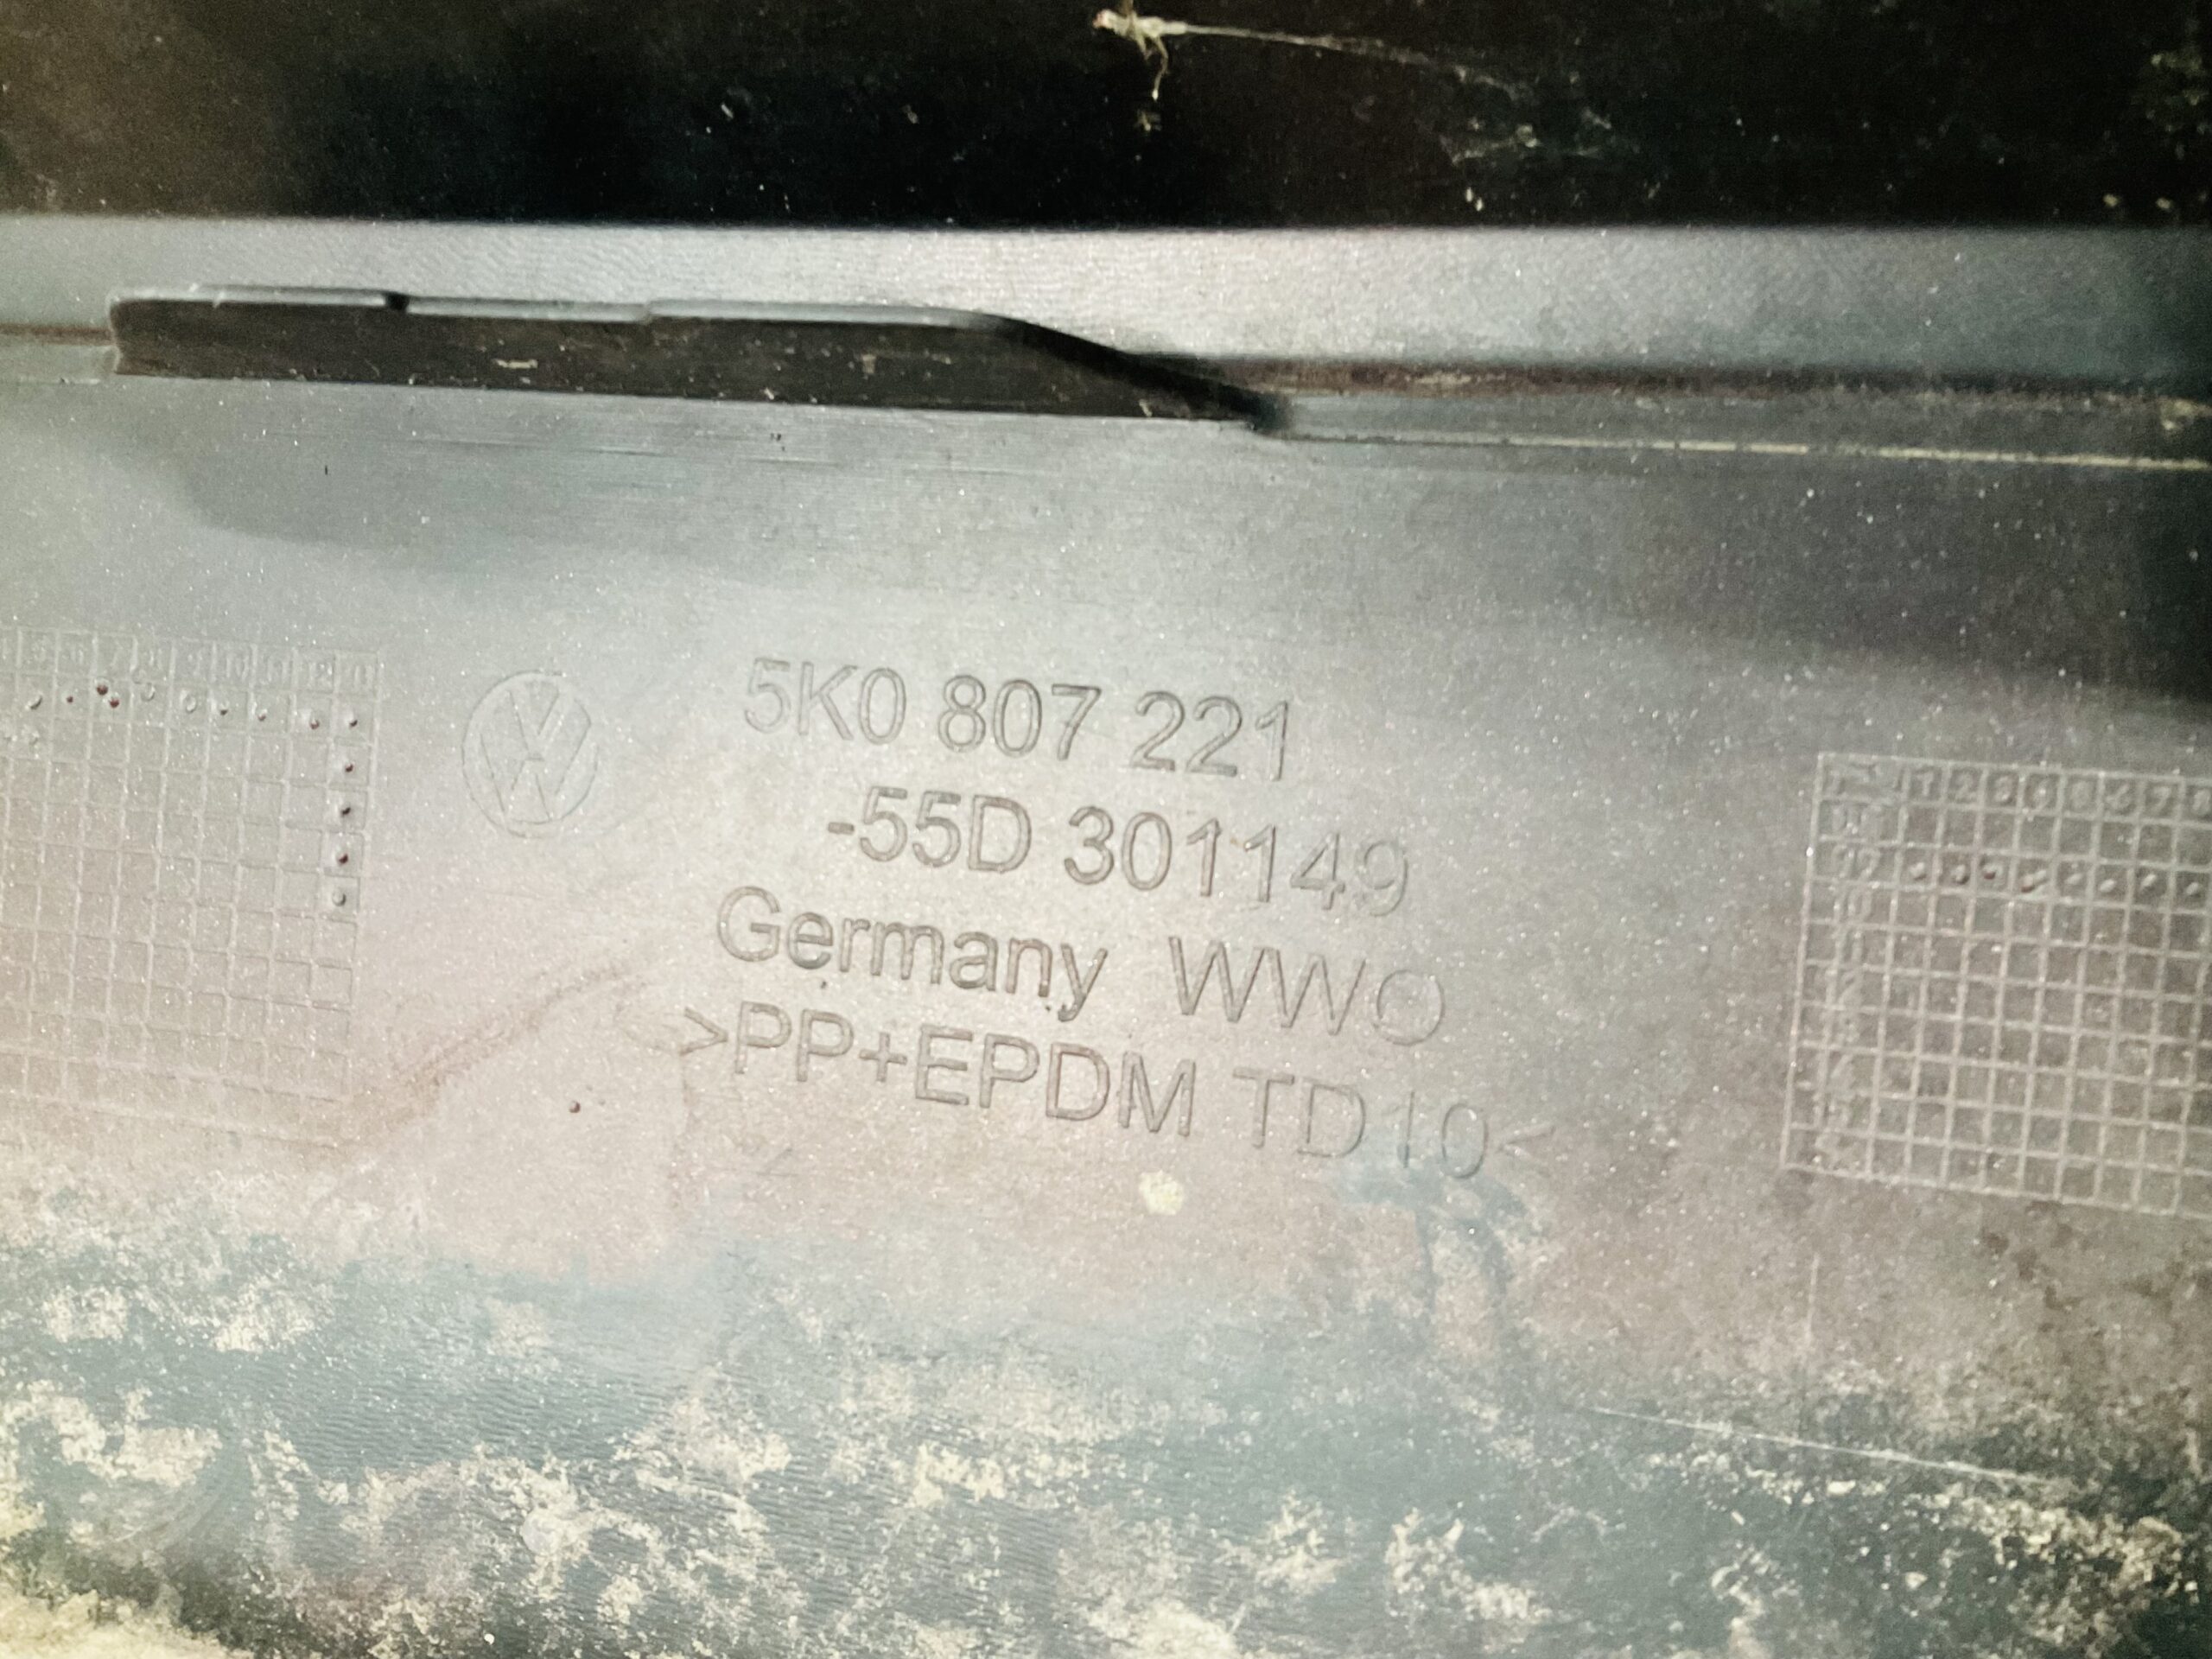 5K0 807 221
-55D 301149
Germany WWO
>PP+EPDM TD10<